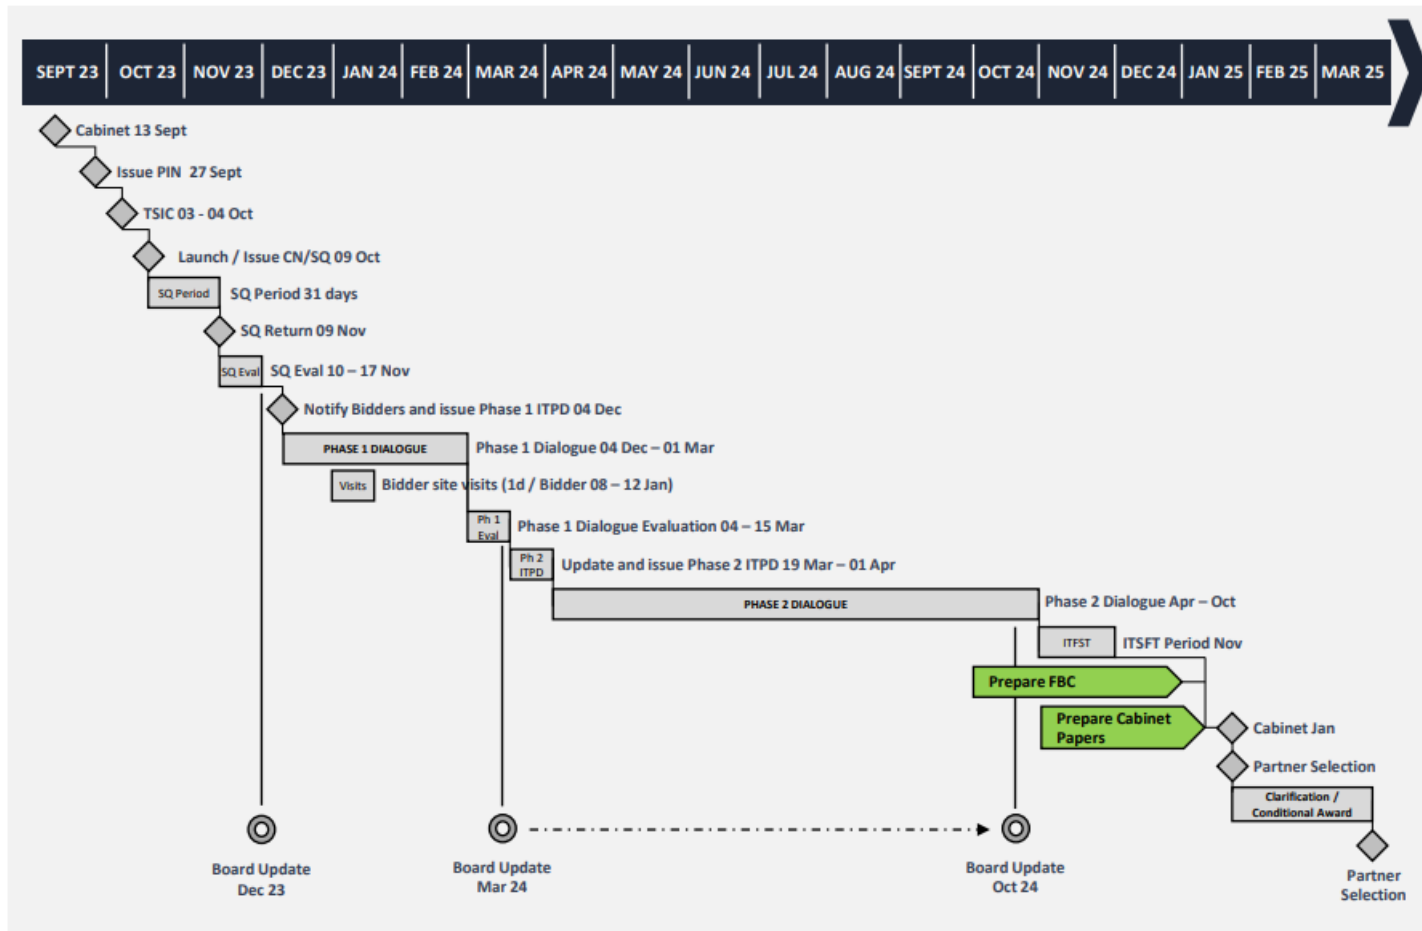 SEPT 23 OCT 23 NOV 23 DEC 23 JAN 24 FEB 24 MAR 24 APR 24 MAY 24 JUN 24 JUL 24 AUG 24 SEPT 24 OCT 24 NOV 24 DEC 24 JAN 25 FEB 25 MAR 25
Cabinet 13 Sept
Issue PIN 27 Sept
TSIC 03 - 04 Oct
Launch / Issue CN/SQ 09 Oct
SQ Period
SQ Period 31 days
SQ Return 09 Nov
SQ Eval
SQ Eval 10 – 17 Nov
Notify Bidders and issue Phase 1 ITPD 04 Dec
PHASE 1 DIALOGUE
Phase 1 Dialogue 04 Dec – 01 Mar
Visits
Bidder site visits (1d / Bidder 08 – 12 Jan)
Ph 1
Eval
Phase 1 Dialogue Evaluation 04 – 15 Mar
Ph 2
ITPD
Update and issue Phase 2 ITPD 19 Mar – 01 Apr
PHASE 2 DIALOGUE
Phase 2 Dialogue Apr – Oct
ITFST
ITSFT Period Nov
Prepare FBC
Prepare Cabinet
Papers
Cabinet Jan
Partner Selection
Clarification /
Conditional Award
Board Update
Dec 23
Board Update
Mar 24
Board Update
Oct 24
Partner
Selection